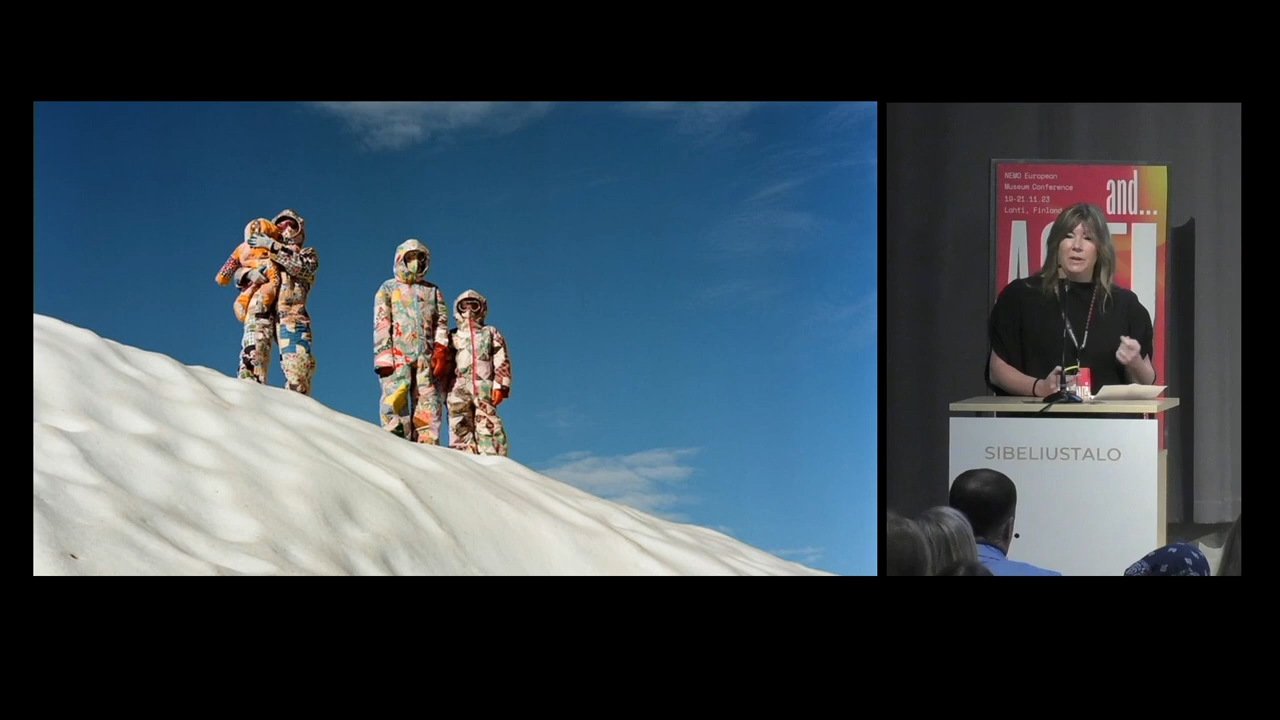 NEMO European
Museum Conference
19-21.11.23
Lahti, Finland
and...
SIBELIUSTALO